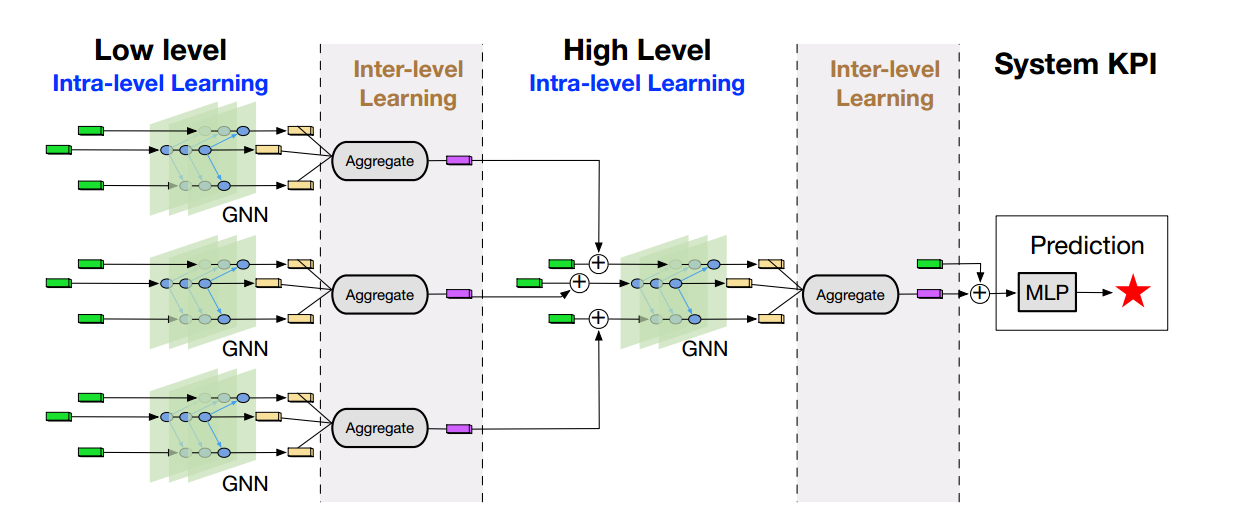 Low level
Intra-level Learning
Inter-level
Learning
High Level
Intra-level Learning
Inter-level
Learning
System KPI
Aggregate
GNN
Aggregate
GNN
Aggregate
GNN
GNN
Aggregate
Prediction
MLP